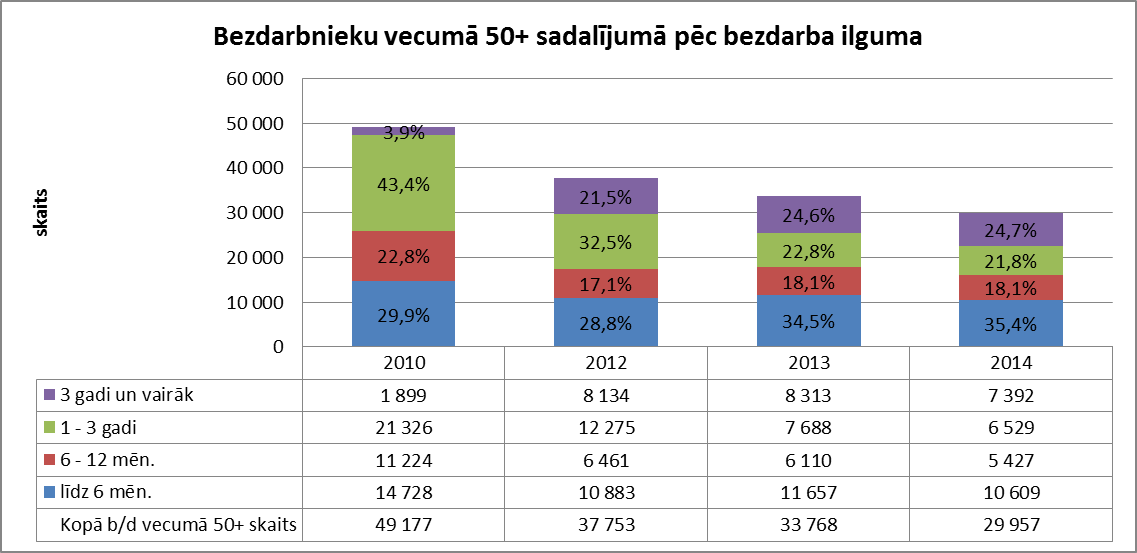 Bezdarbnieku vecumā 50+ sadalījumā pēc bezdarba ilguma
skaits
60 000
50 000
40 000
30 000
20 000
10 000
0
3,9%
43,4%
22,8%
29,9%
21,5%
32,5%
17,1%
28,8%
24,6%
22,8%
18,1%
34,5%
24,7%
21,8%
18,1%
35,4%
2010 2012 2013 2014
3 gadi un vairāk 1 899 8 134 8 313 7 392
1 - 3 gadi 21 326 12 275 7 688 6 529
6 - 12 mēn. 11 224 6 461 6 110 5 427
līdz 6 mēn. 14 728 10 883 11 657 10 609
Kopā b/d vecumā 50+ skaits 49 177 37 753 33 768 29 957